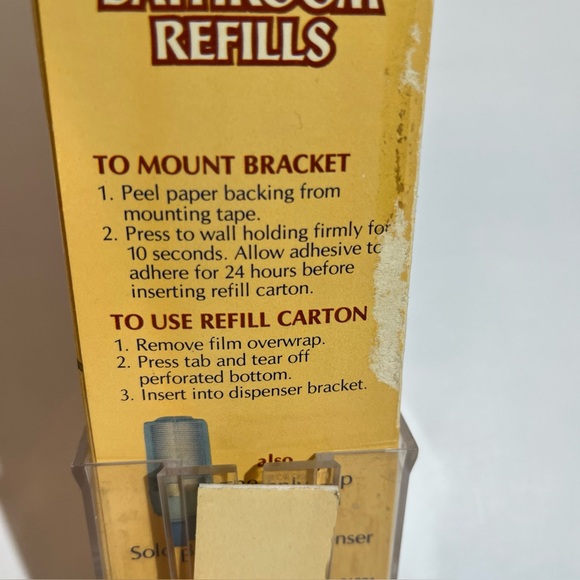 BATHROOM
REFILLS
TO MOUNT BRACKET
1. Peel paper backing from
mounting tape.
2. Press to wall holding firmly for
10 seconds. Allow adhesive to
adhere for 24 hours before
inserting refill carton.
TO USE REFILL CARTON
1. Remove film overwrap.
2. Press tab and tear off
perforated bottom.
3. Insert into dispenser bracket.
also